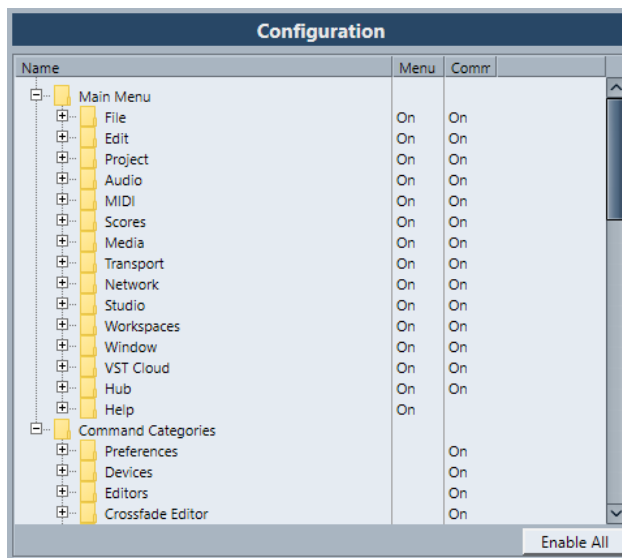 Configuration
Name Menu Comm
Main Menu
File On On
Edit On On
Project On On
Audio On On
MIDI On On
Scores On On
Media On On
Transport On On
Network On On
Studio On On
Workspaces On On
Window On On
VST Cloud On On
Hub On On
Help On
Command Categories
Preferences On
Devices On
Editors On
Crossfade Editor On
Enable All